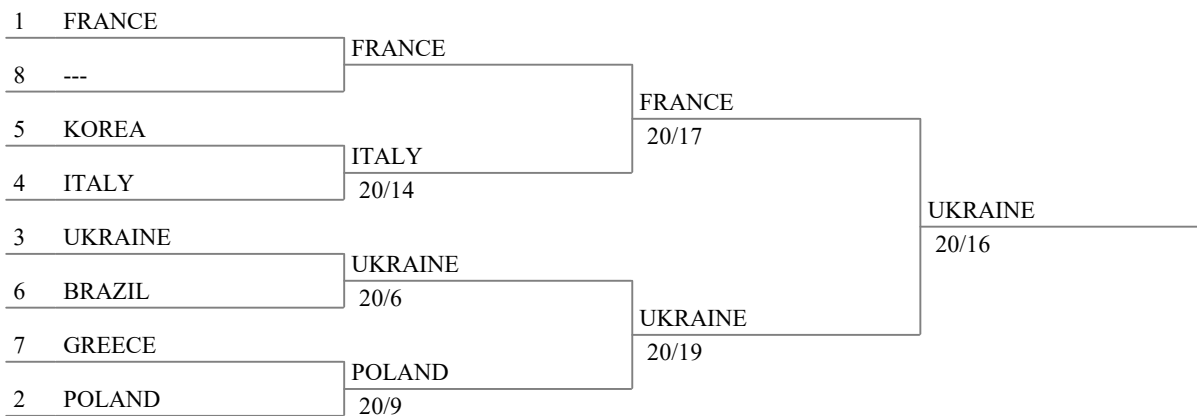 1 FRANCE
FRANCE
8 ---
FRANCE
20/17
5 KOREA
ITALY
20/14
4 ITALY
UKRAINE
20/16
3 UKRAINE
UKRAINE
20/6
6 BRAZIL
UKRAINE
20/19
7 GREECE
POLAND
20/9
2 POLAND